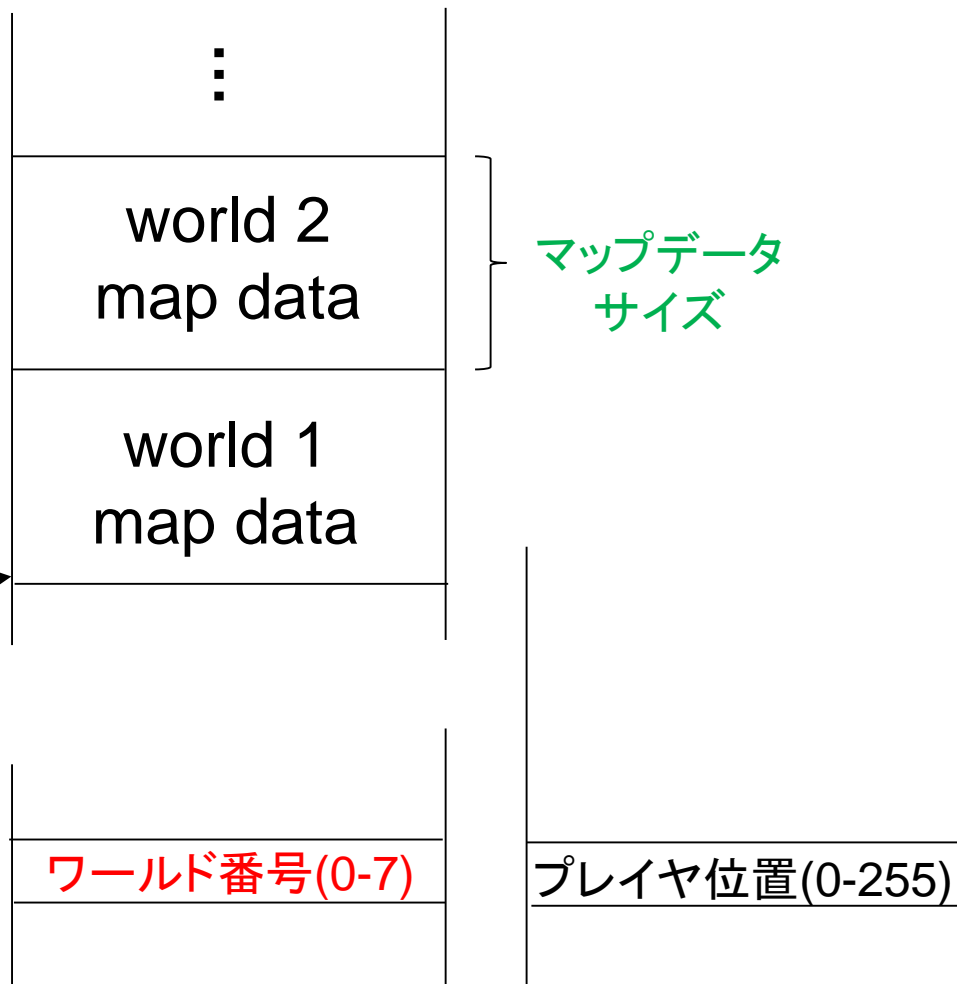 ⋮
world 2
map data
マップデータ
サイズ
world 1
map data
ワールド番号(0-7)
プレイヤ位置(0-255)